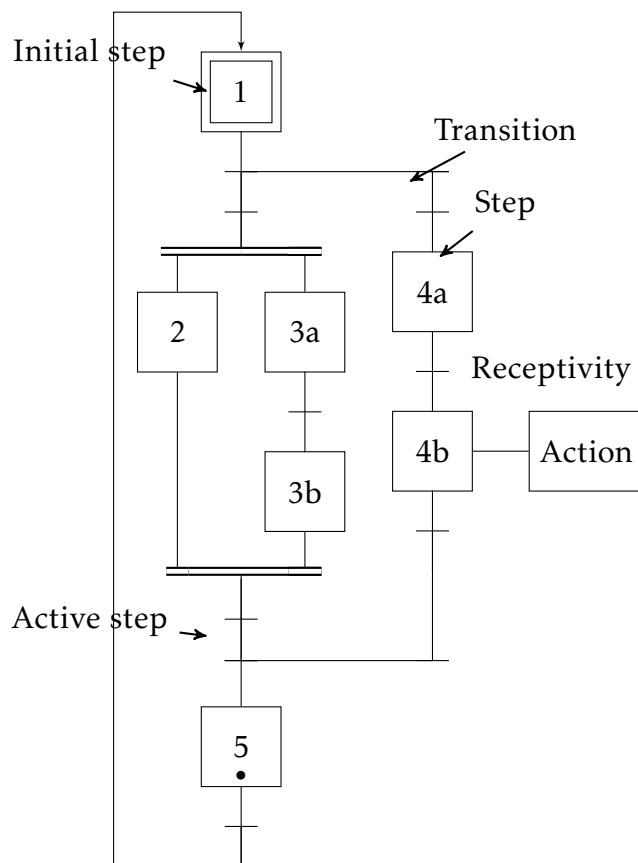 Initial step
1
Transition
Step
4a
2
3a
Receptivity
4b
Action
3b
Active step
5